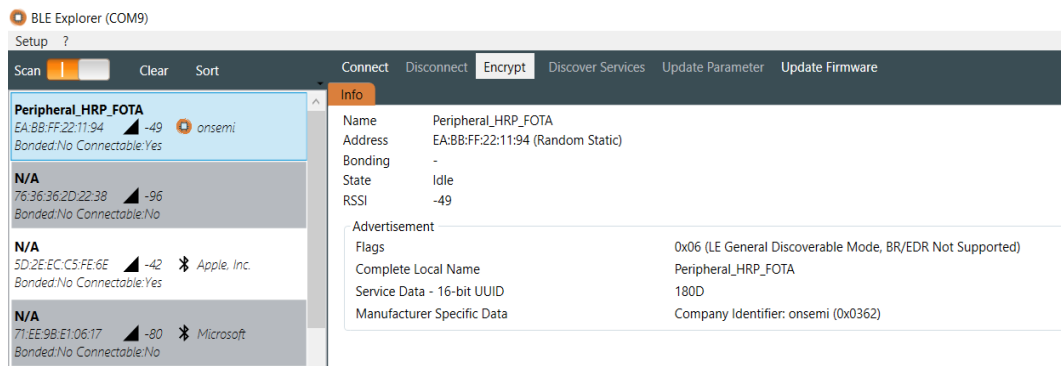 BLE Explorer (COM9)
Setup ?
Scan Clear Sort
Connect Disconnect Encrypt Discover Services Update Parameter Update Firmware
Peripheral_HRP_FOTA
EA:BB:FF:22:11:94 -49 onsemi
Bonded:No Connectable:Yes
N/A
76:36:36:2D:22:38 -96
Bonded:No Connectable:No
N/A
5D:2E:EC:C5:FE:6E -42 Apple, Inc.
Bonded:No Connectable:Yes
N/A
71:EE:9B:E1:06:17 -80 Microsoft
Bonded:No Connectable:No
Info
Name Peripheral_HRP_FOTA
Address EA:BB:FF:22:11:94 (Random Static)
Bonding -
State Idle
RSSI -49
Advertisement
Flags 0x06 (LE General Discoverable Mode, BR/EDR Not Supported)
Complete Local Name Peripheral_HRP_FOTA
Service Data - 16-bit UUID 180D
Manufacturer Specific Data Company Identifier: onsemi (0x0362)